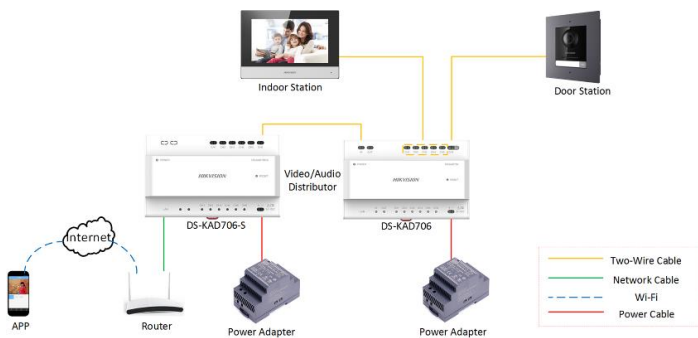 Indoor Station
Door Station
HIKVISION
Video/Audio
Distributor
HIKVISION
DS-KAD706-S
DS-KAD706
Internet
APP
Router
Power Adapter
Power Adapter
Two-Wire Cable
Network Cable
Wi-Fi
Power Cable